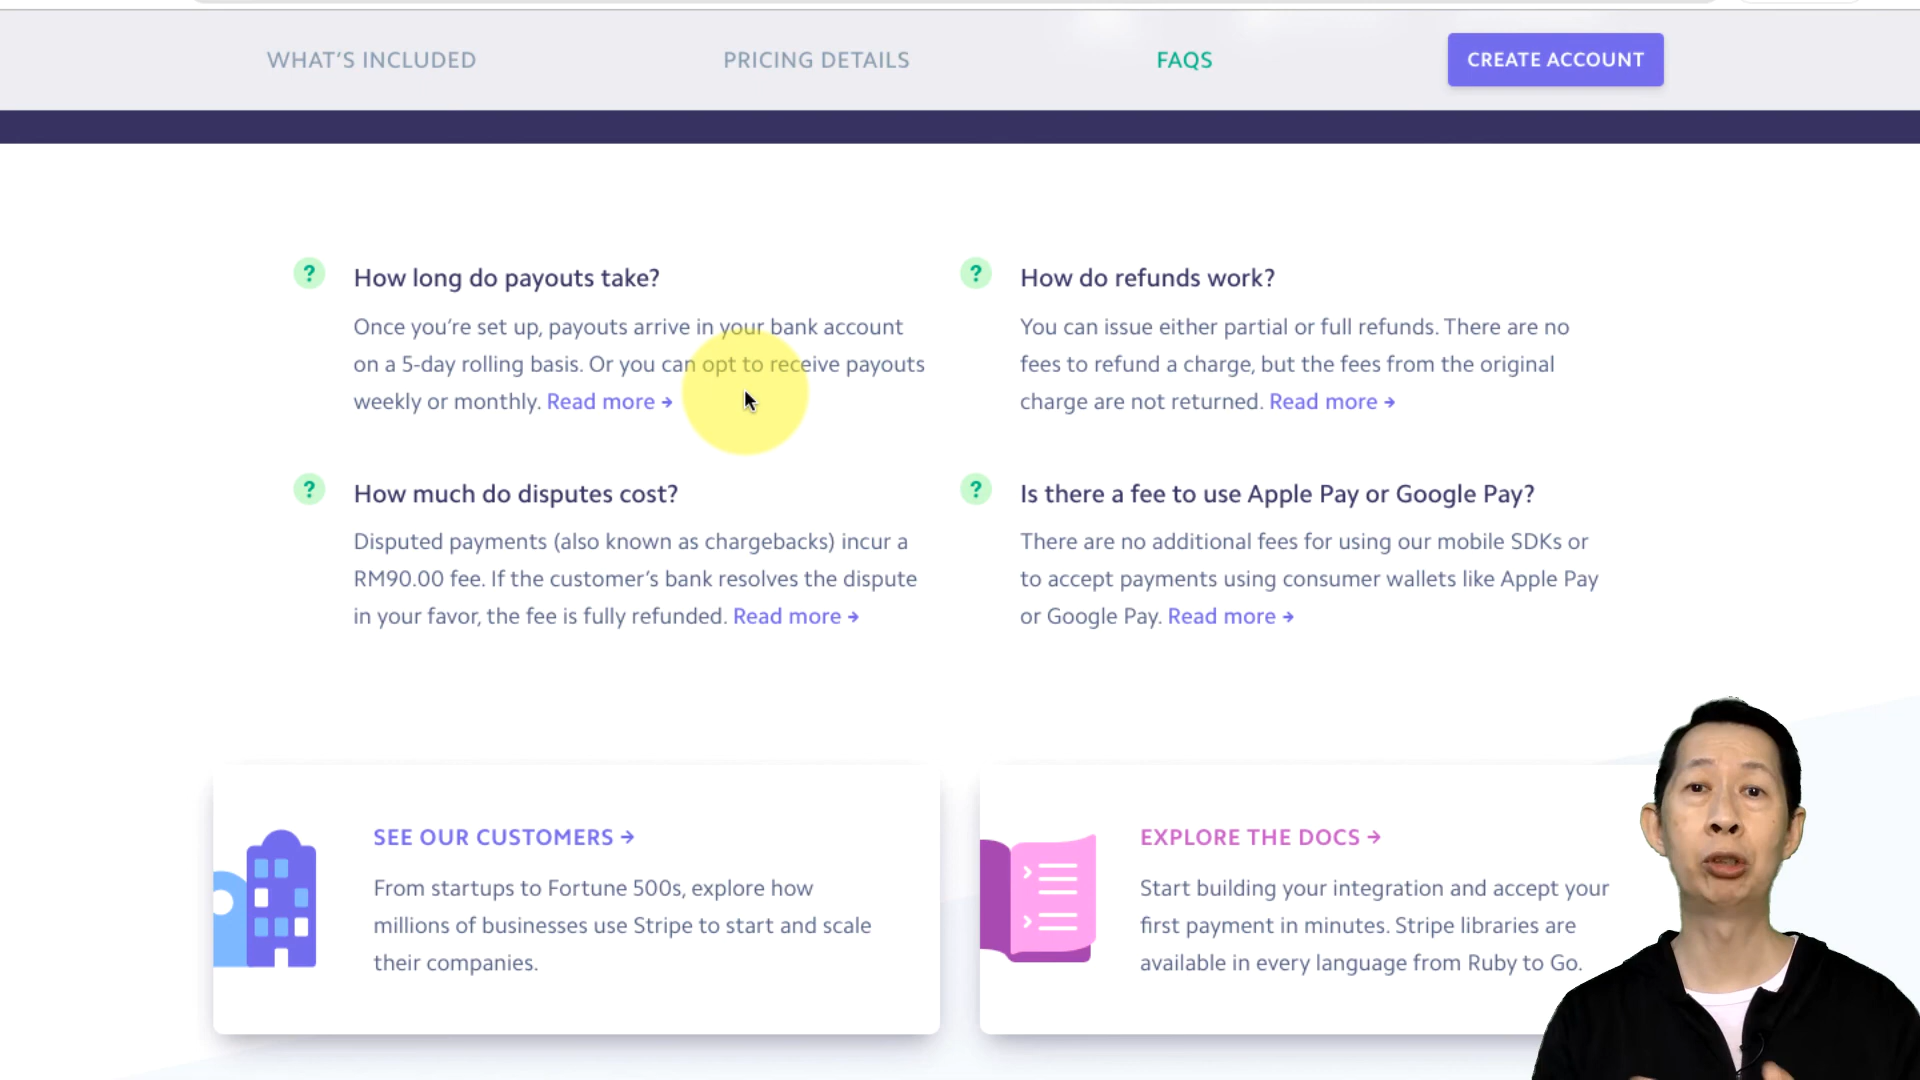 WHAT’S INCLUDED
PRICING DETAILS
FAQS
CREATE ACCOUNT
? How long do payouts take?
Once you’re set up, payouts arrive in your bank account
on a 5-day rolling basis. Or you can opt to receive payouts
weekly or monthly. Read more →
? How do refunds work?
You can issue either partial or full refunds. There are no
fees to refund a charge, but the fees from the original
charge are not returned. Read more →
? How much do disputes cost?
Disputed payments (also known as chargebacks) incur a
RM90.00 fee. If the customer’s bank resolves the dispute
in your favor, the fee is fully refunded. Read more →
? Is there a fee to use Apple Pay or Google Pay?
There are no additional fees for using our mobile SDKs or
to accept payments using consumer wallets like Apple Pay
or Google Pay. Read more →
SEE OUR CUSTOMERS →
From startups to Fortune 500s, explore how
millions of businesses use Stripe to start and scale
their companies.
EXPLORE THE DOCS →
Start building your integration and accept your
first payment in minutes. Stripe libraries are
available in every language from Ruby to Go.